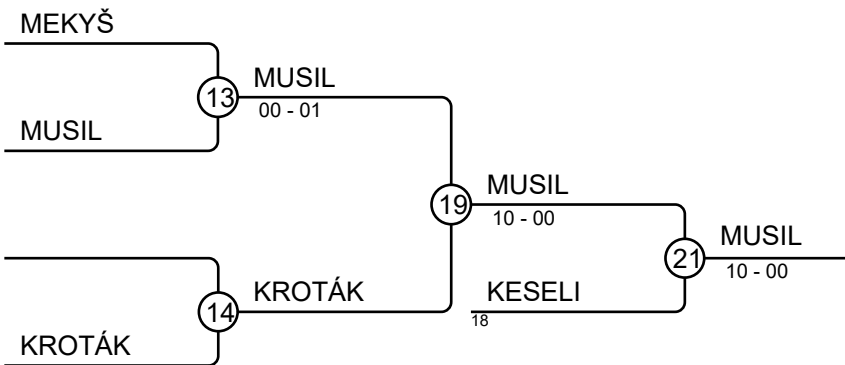 MEKYŠ
13
MUSIL
00 - 01
MUSIL
19
MUSIL
10 - 00
21
MUSIL
10 - 00
14
KROTÁK
KESELI
18
KROTÁK